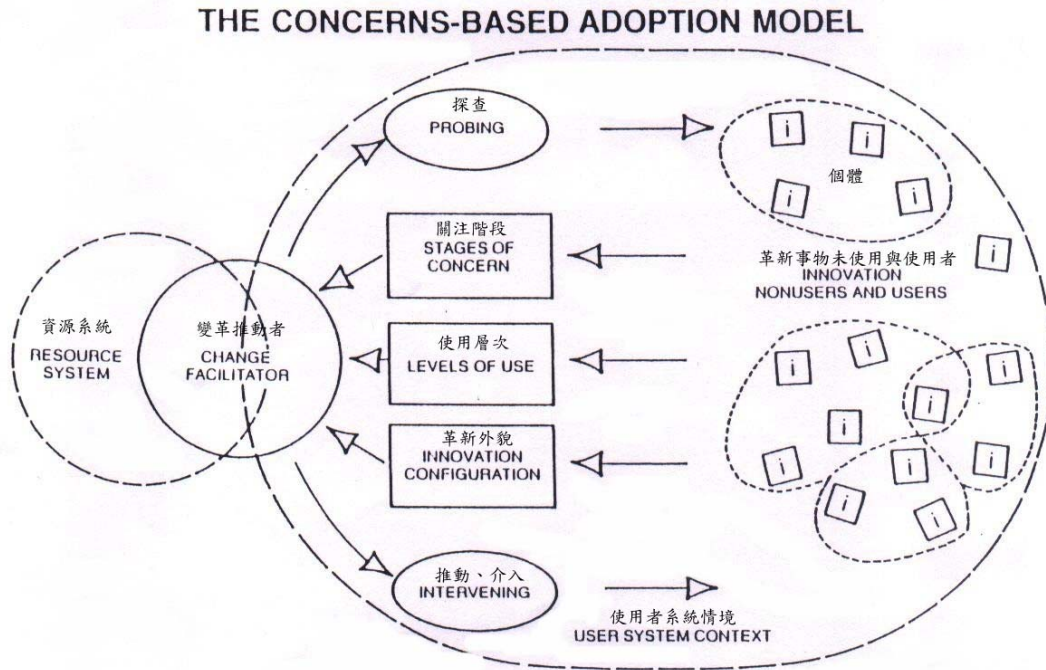 THE CONCERNS-BASED ADOPTION MODEL
探查
PROBING
i
i
個體
i
i
關注階段
STAGES OF
CONCERN
革新事物未使用與使用者
INNOVATION
NONUSERS AND USERS
i
資源系統
RESOURCE
SYSTEM
變革推動者
CHANGE
FACILITATOR
使用層次
LEVELS OF USE
i
i
i
i
i
革新外貌
INNOVATION
CONFIGURATION
i
i
i
i
i
推動、介入
INTERVENING
使用者系統情境
USER SYSTEM CONTEXT